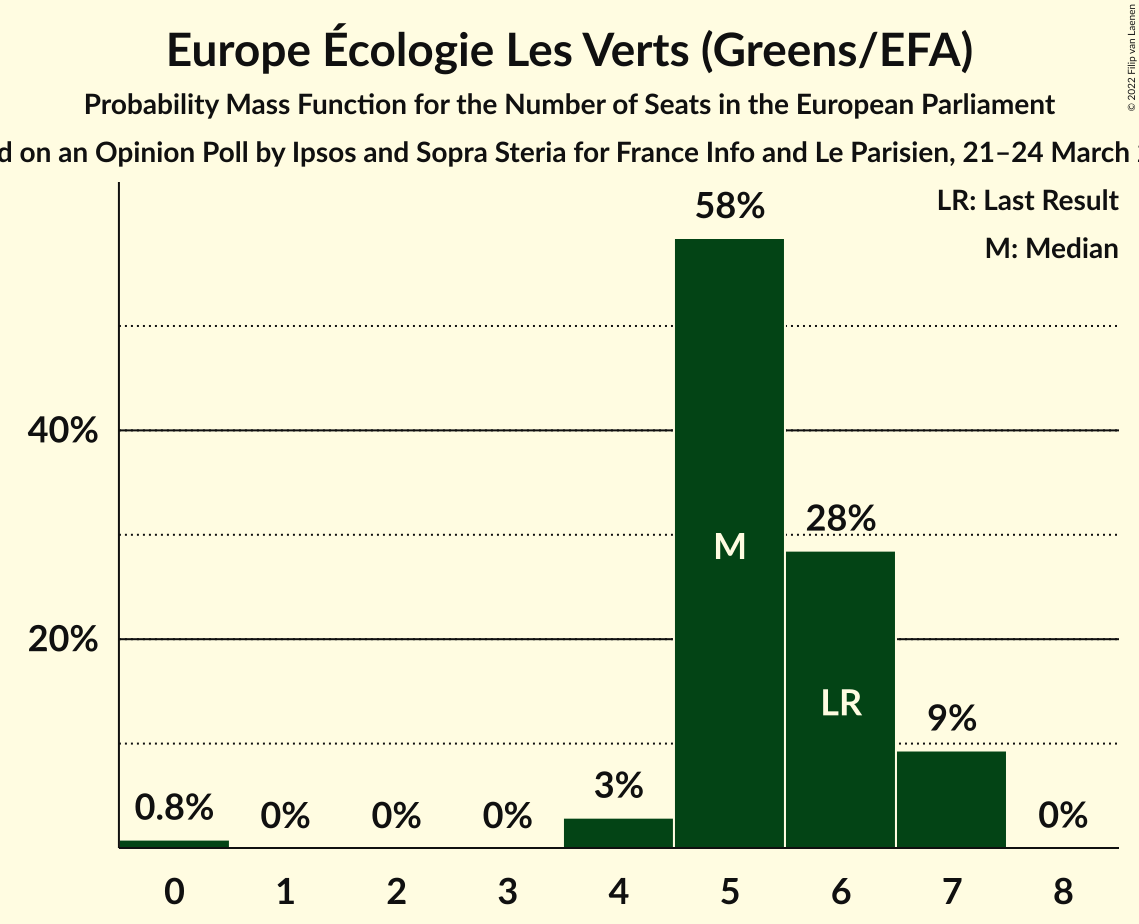 Europe Écologie Les Verts (Greens/EFA)
Probability Mass Function for the Number of Seats in the European Parliament
on an Opinion Poll by Ipsos and Sopra Steria for France Info and Le Parisien, 21–24 March
© 2022 Filip van Laenen
LR: Last Result
M: Median
58%
40%
28%
M
20%
LR
9%
3%
0.8%
0%
0%
0%
0%
0
1
2
3
4
5
6
7
8